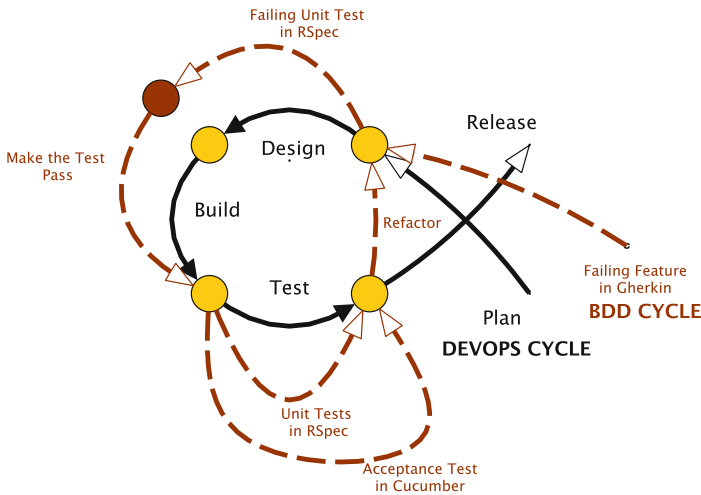 Failing Unit Test
in RSpec
Release
Design
Make the Test
Pass
Build
Refactor
Failing Feature
in Gherkin
BDD CYCLE
Test
Plan
DEVOPS CYCLE
Unit Tests
in RSpec
Acceptance Test
in Cucumber